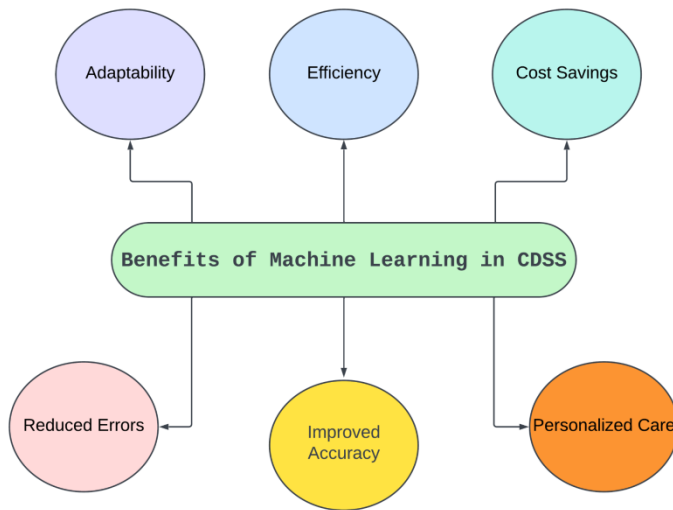 Adaptability
Efficiency
Cost Savings
Benefits of Machine Learning in CDSS
Reduced Errors
Improved
Accuracy
Personalized Care